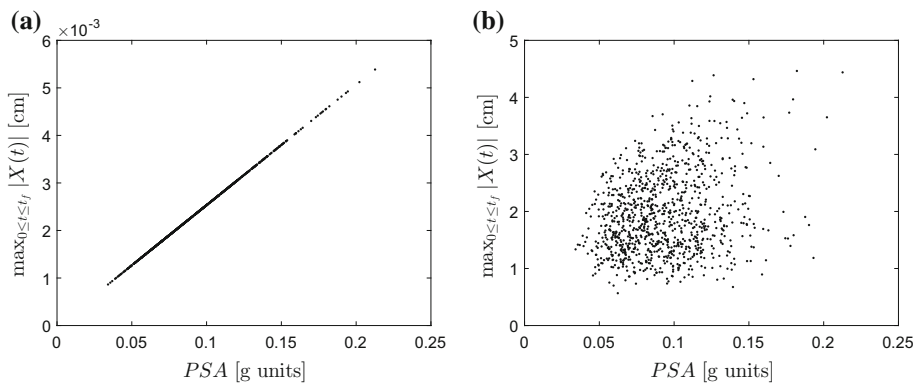 (a)
×10⁻³
6
5
4
3
2
1
0
0 0.05 0.1 0.15 0.2 0.25
max₀≤t≤t_f |X(t)| [cm]
PSA [g units]
(b)
5
4
3
2
1
0
0 0.05 0.1 0.15 0.2 0.25
max₀≤t≤t_f |X(t)| [cm]
PSA [g units]